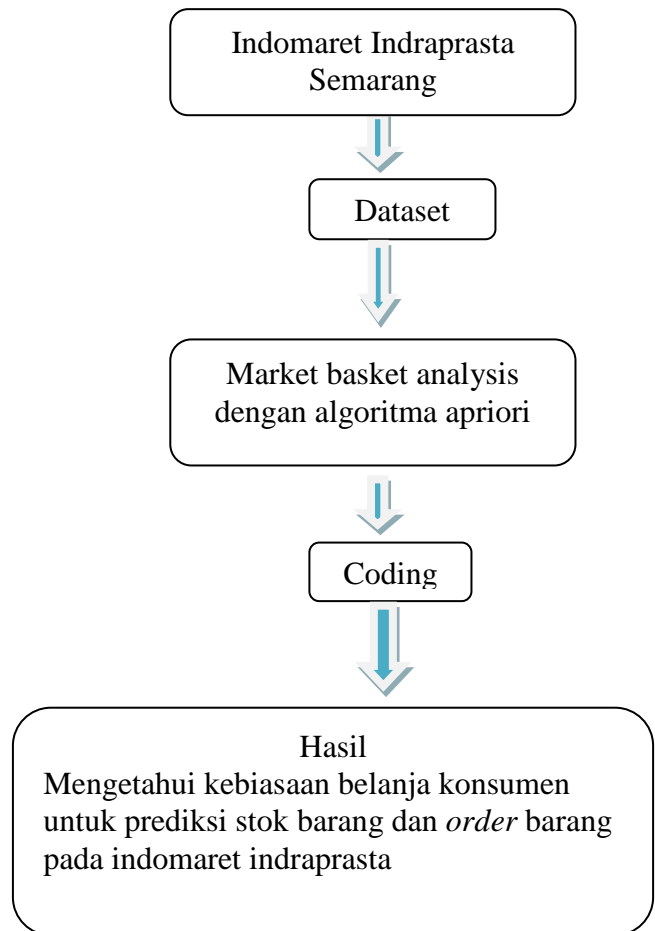 Indomaret Indraprasta
Semarang
Dataset
Market basket analysis
dengan algoritma apriori
Coding
Hasil
Mengetahui kebiasaan belanja konsumen
untuk prediksi stok barang dan order barang
pada indomaret indraprasta